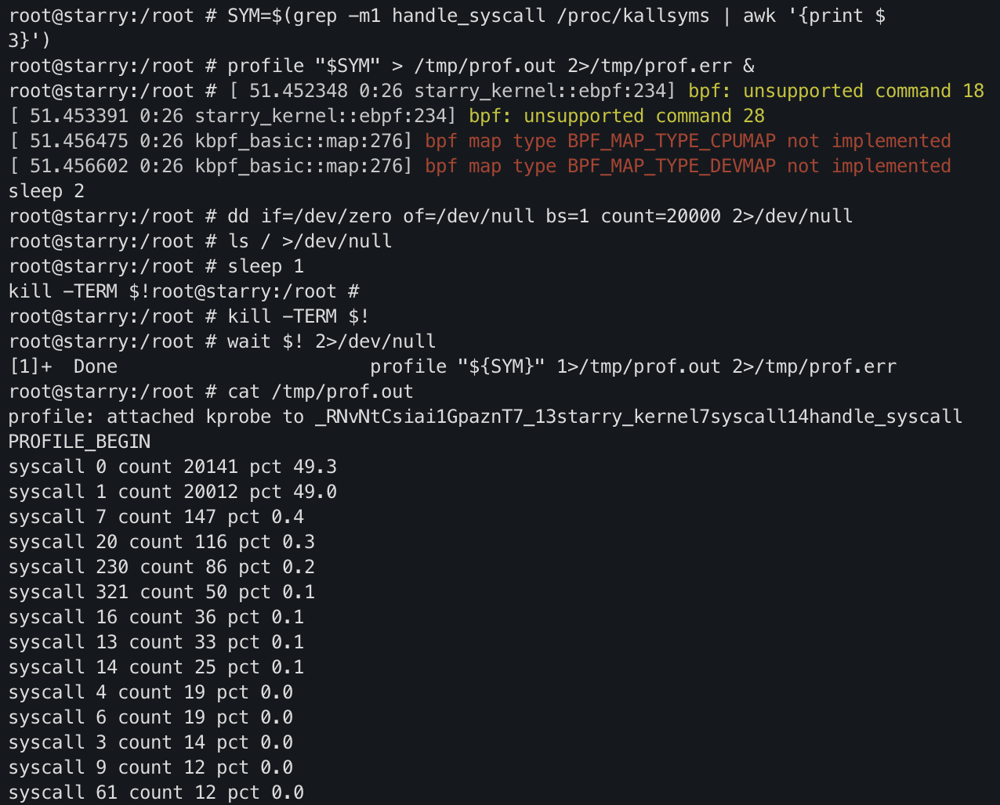 root@starry:/root # SYM=$(grep -m1 handle_syscall /proc/kallsyms | awk '{print $
3}')
root@starry:/root # profile "$SYM" > /tmp/prof.out 2>/tmp/prof.err &
root@starry:/root # [ 51.452348 0:26 starry_kernel::ebpf:234] bpf: unsupported command 18
[ 51.453391 0:26 starry_kernel::ebpf:234] bpf: unsupported command 28
[ 51.456475 0:26 kbpf_basic::map:276] bpf map type BPF_MAP_TYPE_CPUMAP not implemented
[ 51.456602 0:26 kbpf_basic::map:276] bpf map type BPF_MAP_TYPE_DEVMAP not implemented
sleep 2
root@starry:/root # dd if=/dev/zero of=/dev/null bs=1 count=20000 2>/dev/null
root@starry:/root # ls / >/dev/null
root@starry:/root # sleep 1
kill -TERM $!root@starry:/root #
root@starry:/root # kill -TERM $!
root@starry:/root # wait $! 2>/dev/null
[1]+  Done                       profile "${SYM}" 1>/tmp/prof.out 2>/tmp/prof.err
root@starry:/root # cat /tmp/prof.out
profile: attached kprobe to _RNvNtCsiai1GpaznT7_13starry_kernel7syscall14handle_syscall
PROFILE_BEGIN
syscall 0 count 20141 pct 49.3
syscall 1 count 20012 pct 49.0
syscall 7 count 147 pct 0.4
syscall 20 count 116 pct 0.3
syscall 230 count 86 pct 0.2
syscall 321 count 50 pct 0.1
syscall 16 count 36 pct 0.1
syscall 13 count 33 pct 0.1
syscall 14 count 25 pct 0.1
syscall 4 count 19 pct 0.0
syscall 6 count 19 pct 0.0
syscall 3 count 14 pct 0.0
syscall 9 count 12 pct 0.0
syscall 61 count 12 pct 0.0